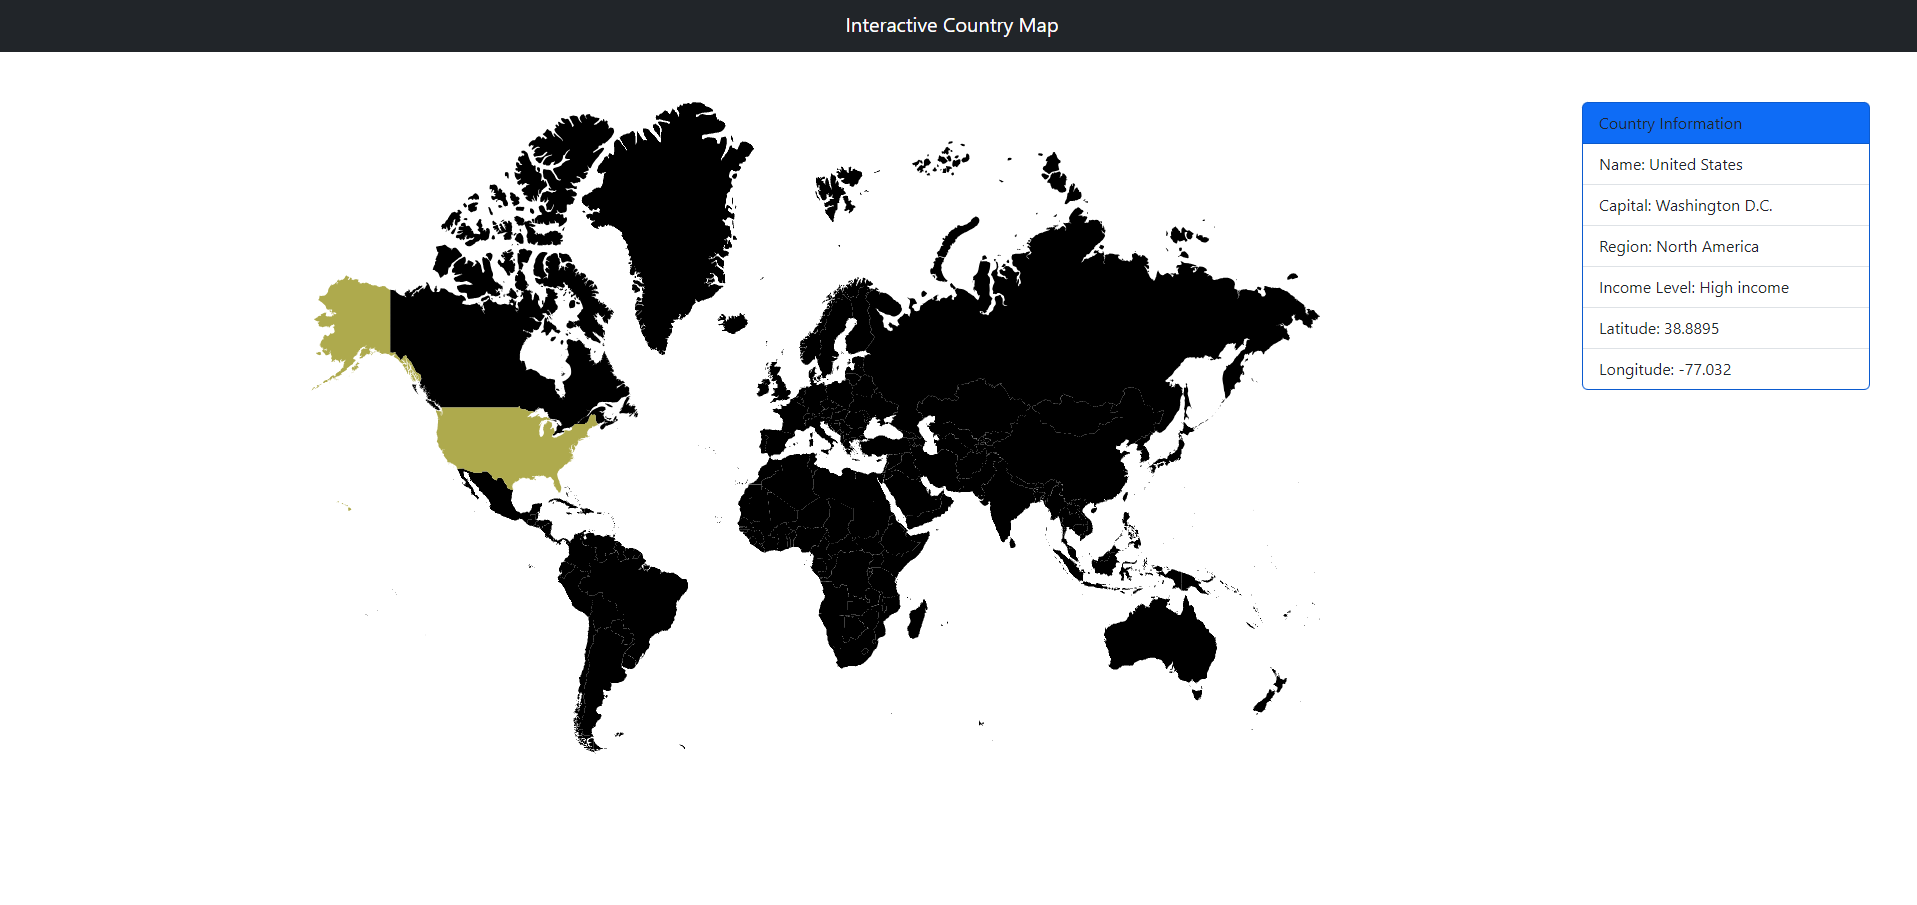 Interactive Country Map
Country Information
Name: United States
Capital: Washington D.C.
Region: North America
Income Level: High income
Latitude: 38.8895
Longitude: -77.032